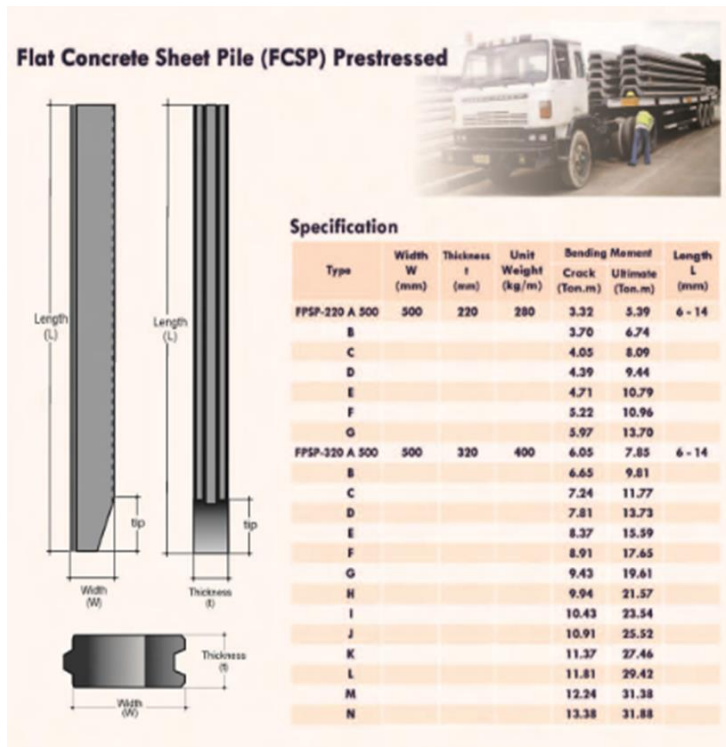 Flat Concrete Sheet Pile (FCSP) Prestressed
Length
(L)
Length
(L)
tip
tip
Width
(W)
Thickness
(t)
Thickness
(t)
Width
(W)
Specification
Type Width W (mm) Thickness t (mm) Unit Weight (kg/m) Bending Moment Crack (Ton.m) Ultimate (Ton.m) Length L (mm)
FPSP-220 A 500 500 220 280 3.32 5.39 6 - 14
B 3.70 6.74
C 4.05 8.09
D 4.39 9.44
E 4.71 10.79
F 5.22 10.96
G 5.97 13.70
FPSP-320 A 500 500 320 400 6.05 7.85 6 - 14
B 6.65 9.81
C 7.24 11.77
D 7.81 13.73
E 8.37 15.59
F 8.91 17.65
G 9.43 19.61
H 9.94 21.57
I 10.43 23.54
J 10.91 25.52
K 11.37 27.46
L 11.81 29.42
M 12.24 31.38
N 13.38 31.88